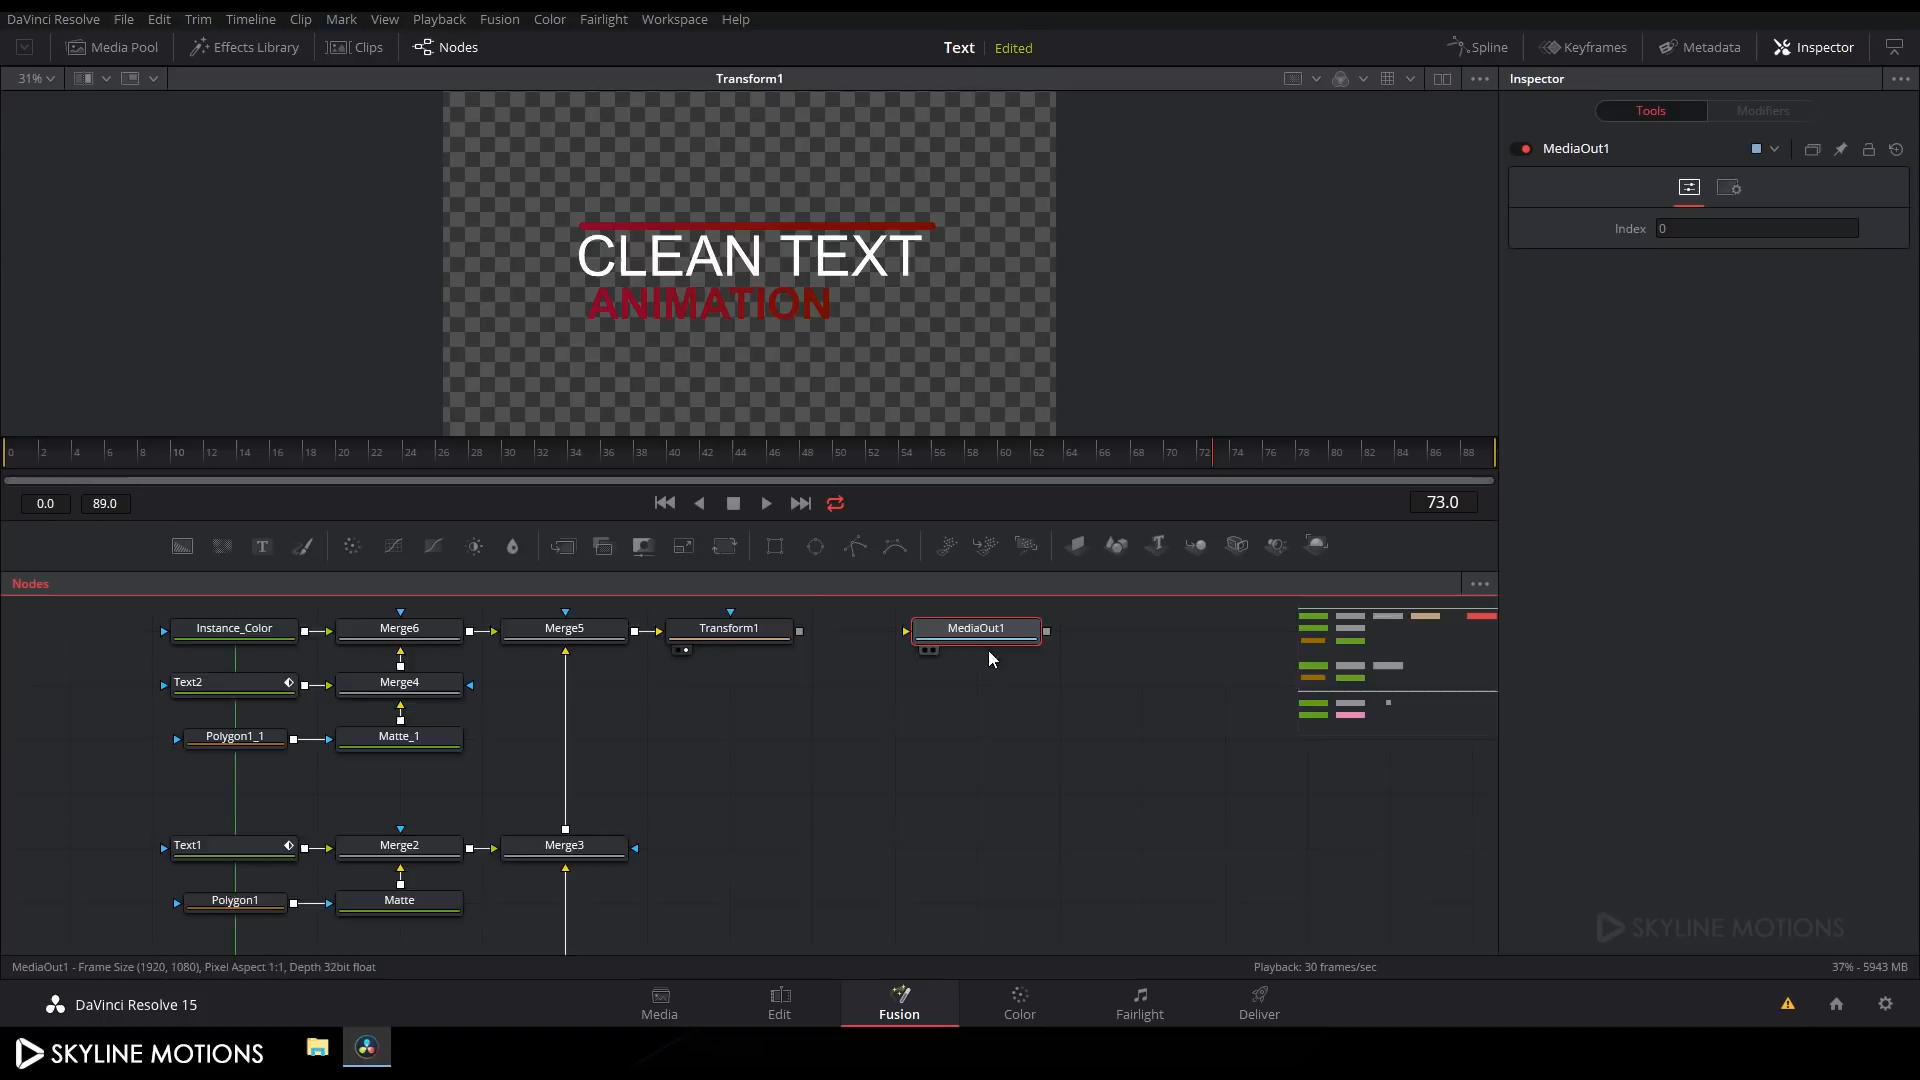 DaVinci Resolve File Edit Trim Timeline Clip Mark View Playback Fusion Color Fairlight Workspace Help
Media Pool Effects Library Clips Nodes Text Edited Spline Keyframes Metadata Inspector
31% Transform1 Inspector
Tools Modifiers
MediaOut1
Index 0
CLEAN TEXT
ANIMATION
0 2 4 6 8 10 12 14 16 18 20 22 24 26 28 30 32 34 36 38 40 42 44 46 48 50 52 54 56 58 60 62 64 66 68 70 72 74 76 78 80 82 84 86 88
0.0 89.0 73.0
Nodes
Instance_Color Merge6 Merge5 Transform1 MediaOut1
Text2 Merge4
Polygon1_1 Matte_1
Text1 Merge2 Merge3
Polygon1 Matte
SKYLINE MOTIONS
MediaOut1 - Frame Size (1920, 1080), Pixel Aspect 1:1, Depth 32bit float Playback: 30 frames/sec 37% - 5943 MB
DaVinci Resolve 15 Media Edit Fusion Color Fairlight Deliver
SKYLINE MOTIONS